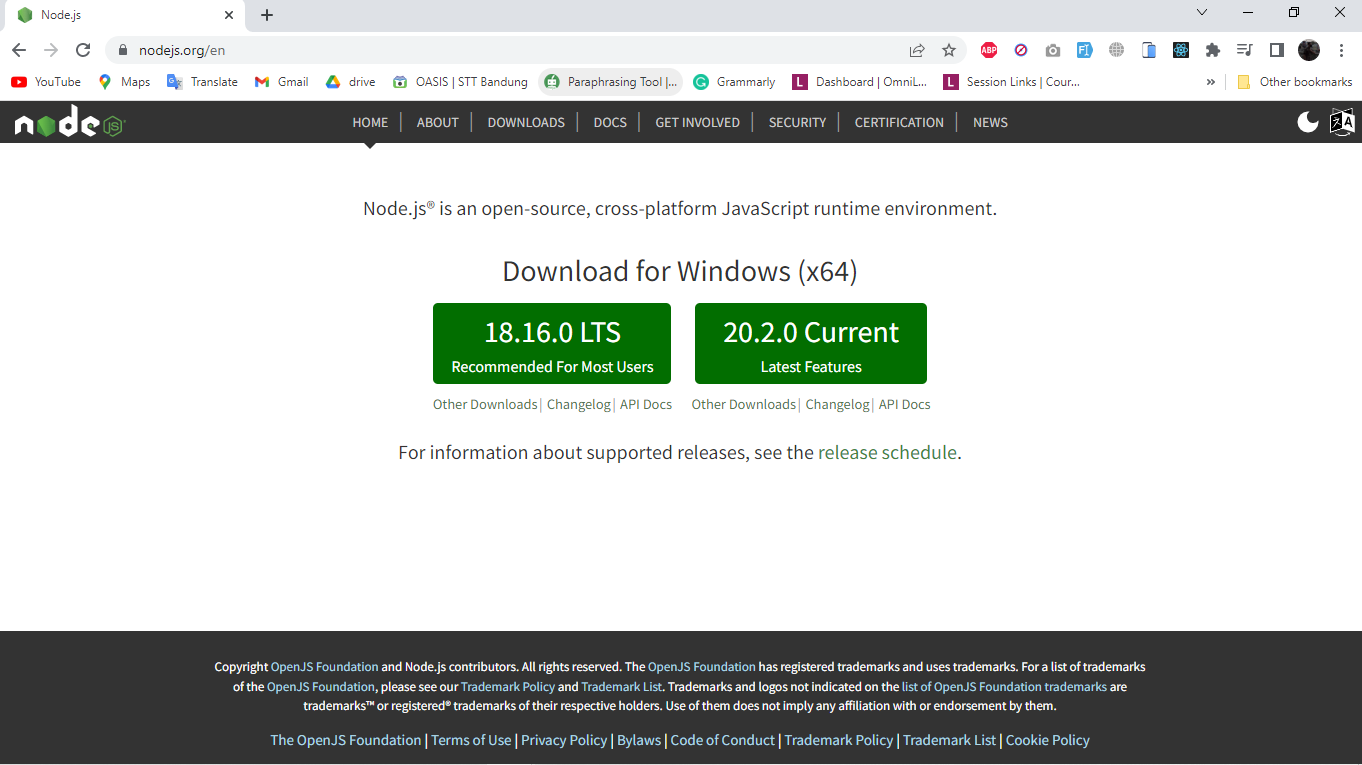 Node.js
nodejs.org/en
ABP
YouTube Maps Translate Gmail drive OASIS | STT Bandung Paraphrasing Tool |... Grammarly L Dashboard | OmniL... L Session Links | Cour... » Other bookmarks
node JS HOME | ABOUT | DOWNLOADS | DOCS | GET INVOLVED | SECURITY | CERTIFICATION | NEWS
Node.js® is an open-source, cross-platform JavaScript runtime environment.
Download for Windows (x64)
18.16.0 LTS
Recommended For Most Users
20.2.0 Current
Latest Features
Other Downloads | Changelog | API Docs
Other Downloads | Changelog | API Docs
For information about supported releases, see the release schedule.
Copyright OpenJS Foundation and Node.js contributors. All rights reserved. The OpenJS Foundation has registered trademarks and uses trademarks. For a list of trademarks
of the OpenJS Foundation, please see our Trademark Policy and Trademark List. Trademarks and logos not indicated on the list of OpenJS Foundation trademarks are
trademarks™ or registered® trademarks of their respective holders. Use of them does not imply any affiliation with or endorsement by them.
The OpenJS Foundation | Terms of Use | Privacy Policy | Bylaws | Code of Conduct | Trademark Policy | Trademark List | Cookie Policy